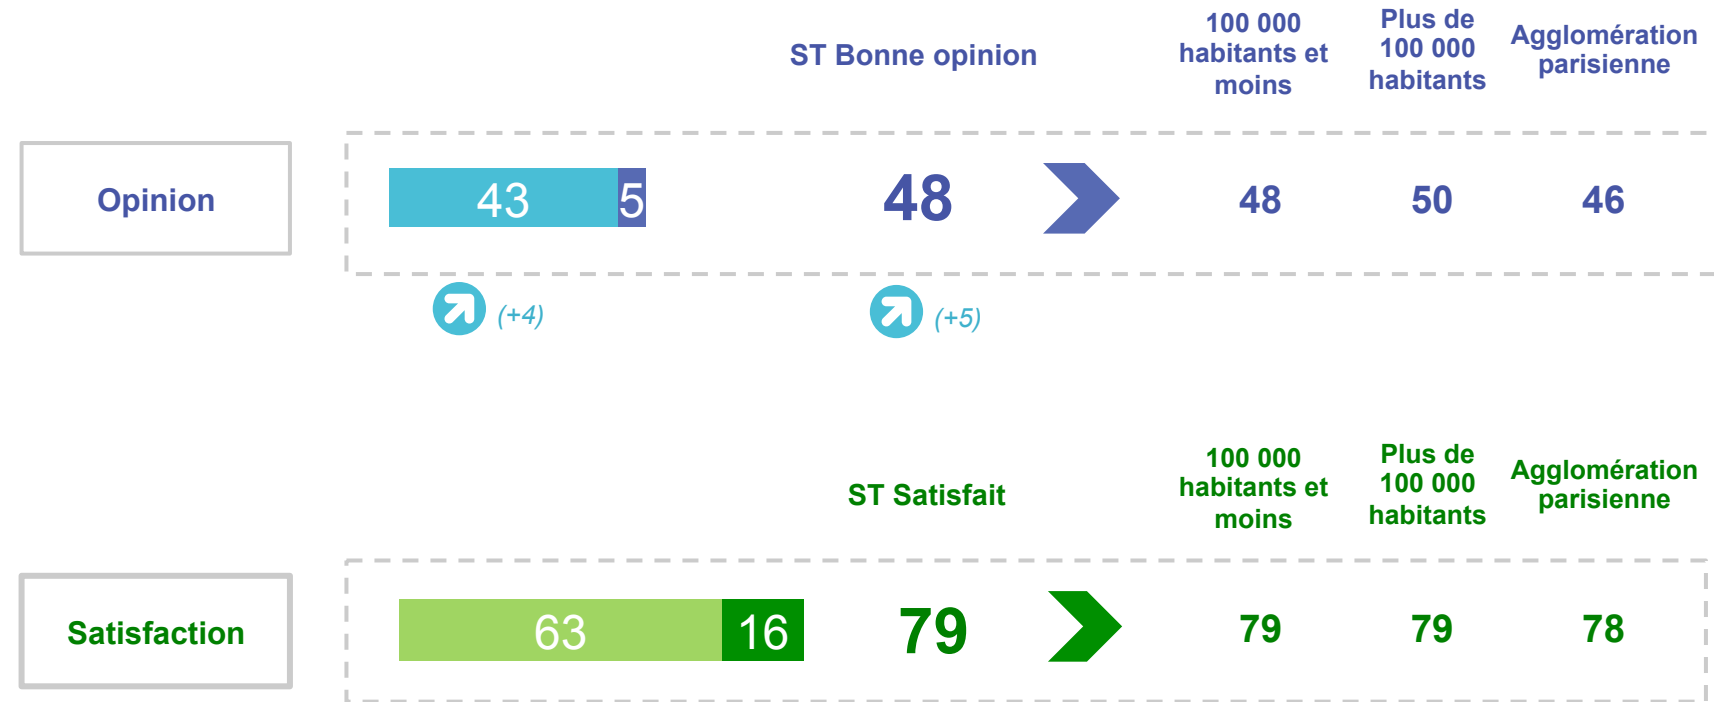 ST Bonne opinion
100 000
habitants et
moins
Plus de
100 000
habitants
Agglomération
parisienne
Opinion
43 5
48
48
50
46
(+4)
(+5)
ST Satisfait
100 000
habitants et
moins
Plus de
100 000
habitants
Agglomération
parisienne
Satisfaction
63 16
79
79
79
78